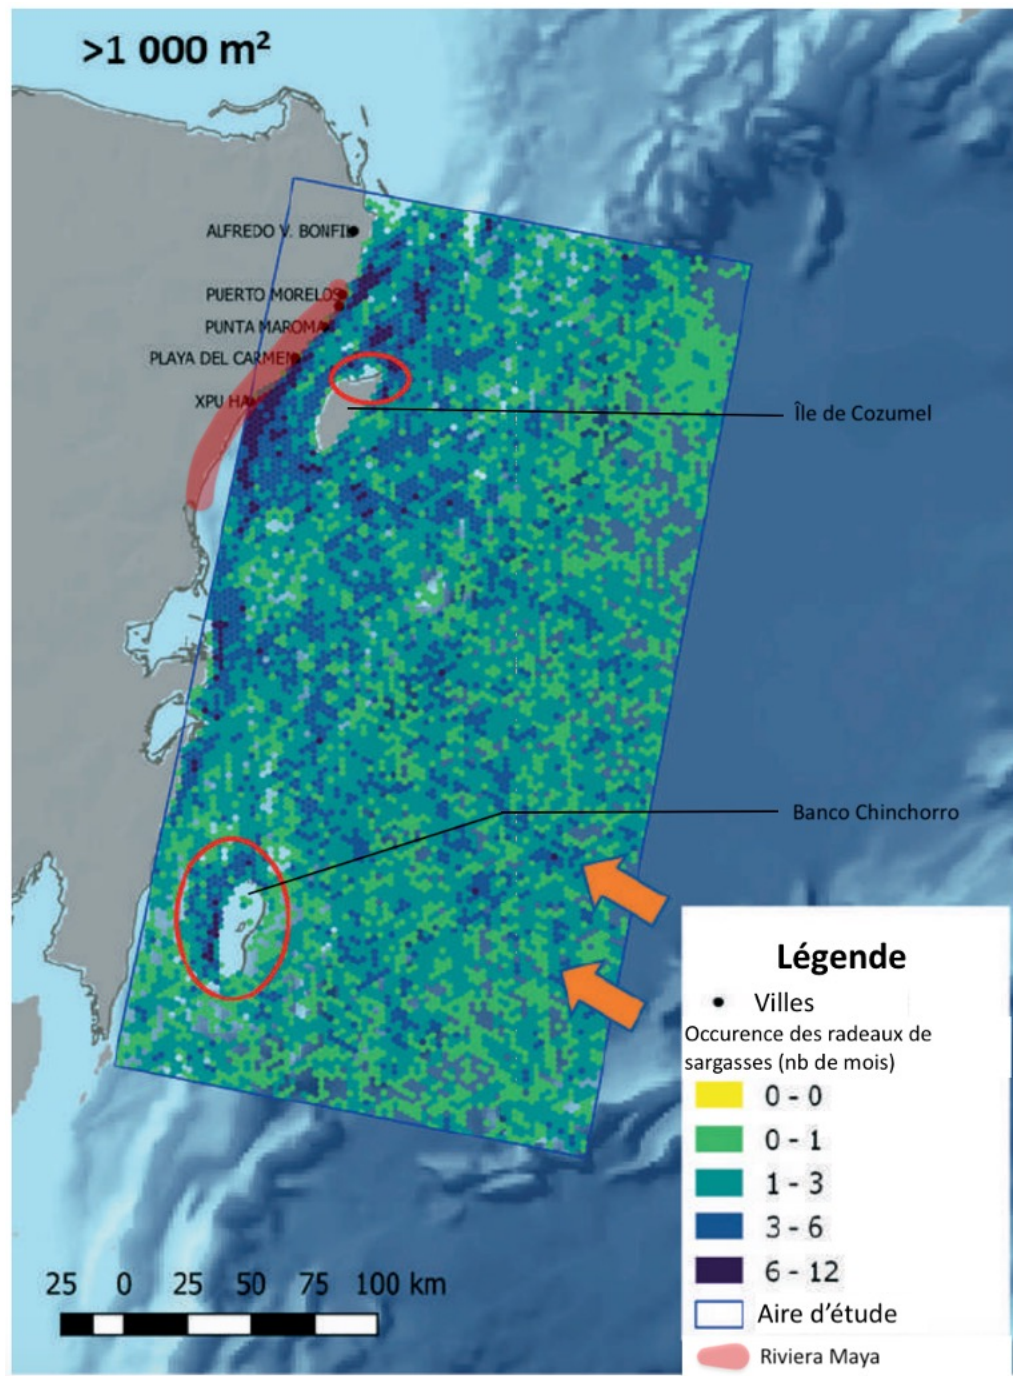 >1 000 m²
ALFREDO V. BONFIL
PUERTO MORELOS
PUNTA MAROMA
PLAYA DEL CARMEN
XPU HA
Île de Cozumel
Banco Chinchorro
Légende
Villes
Occurence des radeaux de
sargasses (nb de mois)
0 - 0
0 - 1
1 - 3
3 - 6
6 - 12
Aire d'étude
Riviera Maya
25 0 25 50 75 100 km